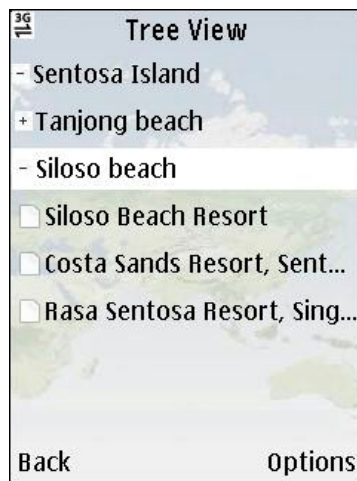 3G
Tree View
- Sentosa Island
+ Tanjong beach
- Siloso beach
Siloso Beach Resort
Costa Sands Resort, Sent...
Rasa Sentosa Resort, Sing...
Back Options